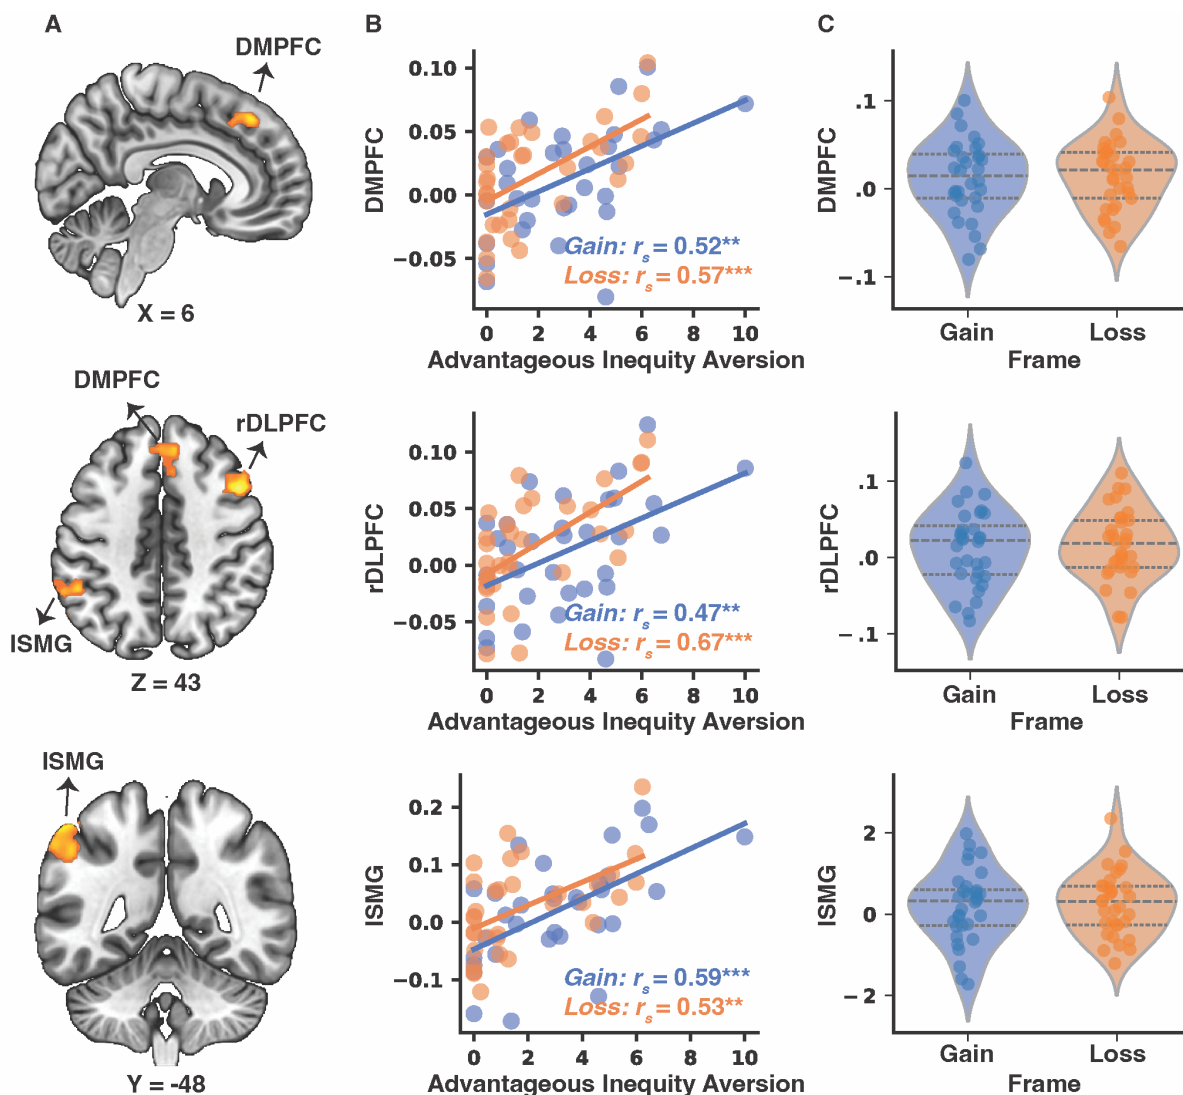 A
B
C
DMPFC
X = 6
DMPFC
0.10
0.05
0.00
−0.05
Gain: rs = 0.52**
Loss: rs = 0.57***
0 2 4 6 8 10
Advantageous Inequity Aversion
DMPFC
.1
.0
−.1
Gain Loss
Frame
DMPFC
rDLPFC
lSMG
Z = 43
rDLPFC
0.10
0.05
0.00
−0.05
Gain: rs = 0.47**
Loss: rs = 0.67***
0 2 4 6 8 10
Advantageous Inequity Aversion
rDLPFC
.1
.0
−.1
Gain Loss
Frame
lSMG
Y = -48
lSMG
0.2
0.1
0.0
−0.1
Gain: rs = 0.59***
Loss: rs = 0.53**
0 2 4 6 8 10
Advantageous Inequity Aversion
lSMG
2
0
−2
Gain Loss
Frame